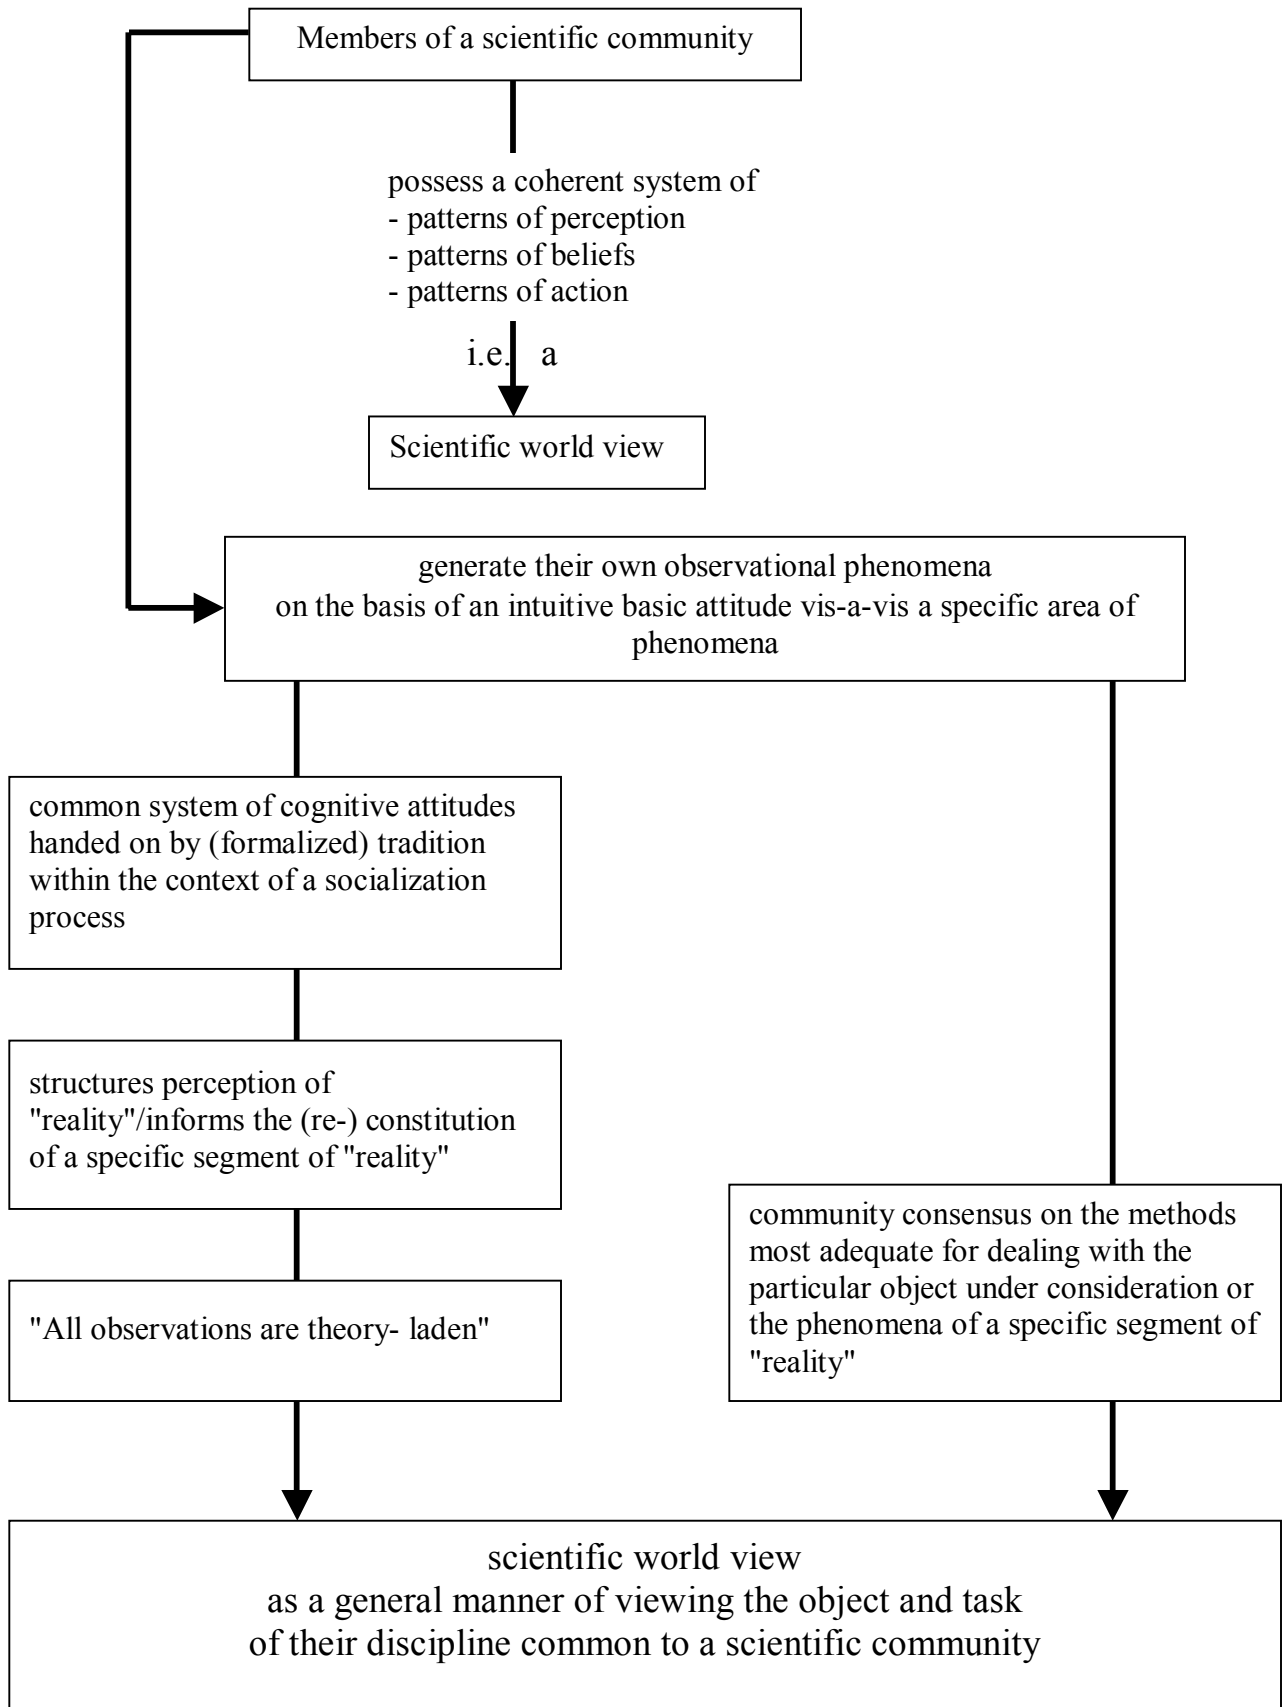 Members of a scientific community
possess a coherent system of
- patterns of perception
- patterns of beliefs
- patterns of action
i.e. a
Scientific world view
generate their own observational phenomena
on the basis of an intuitive basic attitude vis-a-vis a specific area of
phenomena
common system of cognitive attitudes
handed on by (formalized) tradition
within the context of a socialization
process
structures perception of
"reality"/informs the (re-) constitution
of a specific segment of "reality"
"All observations are theory- laden"
community consensus on the methods
most adequate for dealing with the
particular object under consideration or
the phenomena of a specific segment of
"reality"
scientific world view
as a general manner of viewing the object and task
of their discipline common to a scientific community